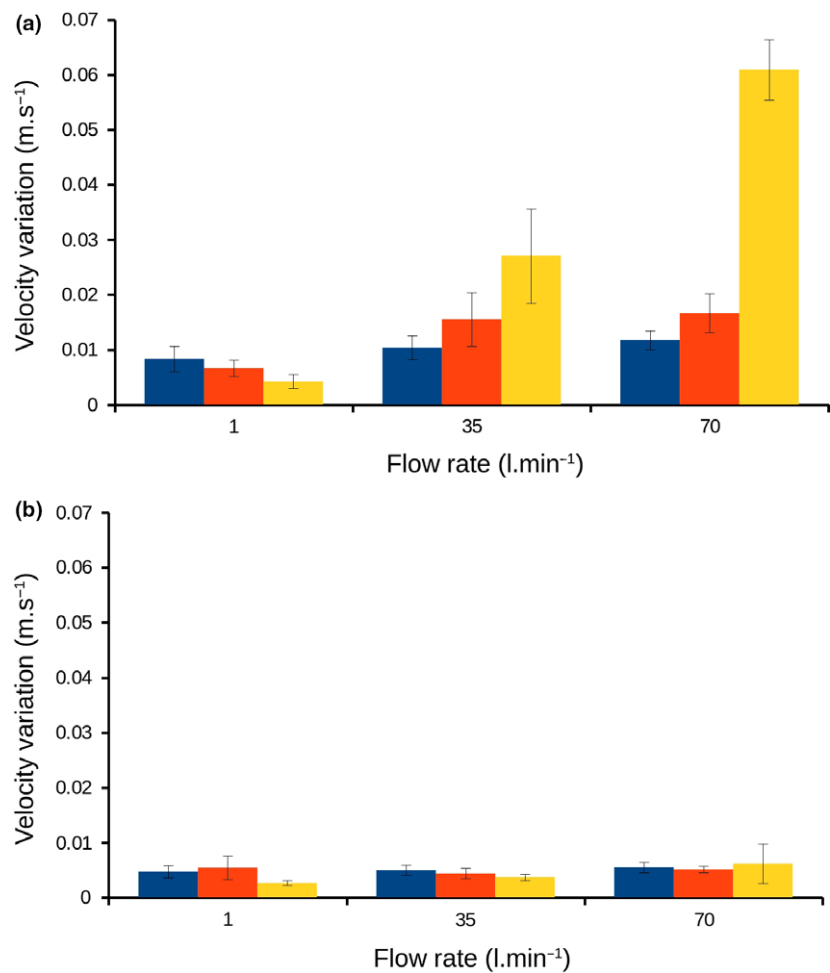 (a)
Velocity variation (m.s⁻¹)
0.07
0.06
0.05
0.04
0.03
0.02
0.01
0
1 35 70
Flow rate (l.min⁻¹)
(b)
Velocity variation (m.s⁻¹)
0.07
0.06
0.05
0.04
0.03
0.02
0.01
0
1 35 70
Flow rate (l.min⁻¹)